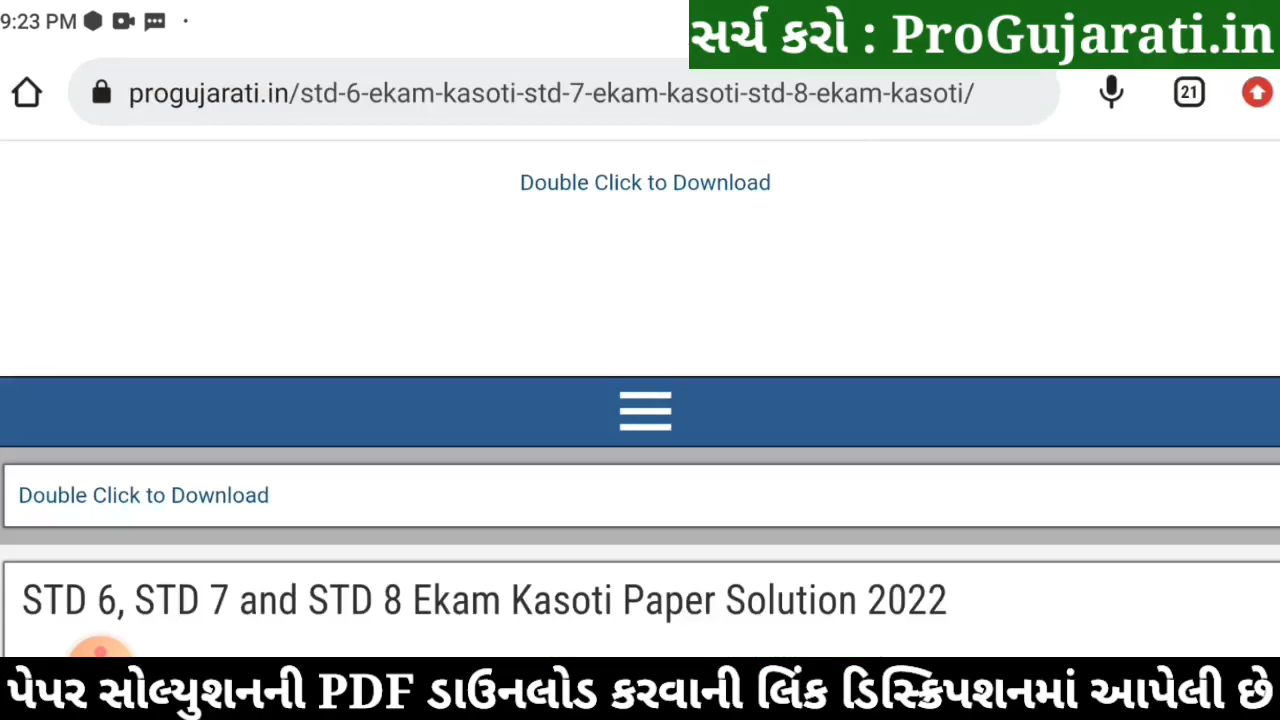 9:23 PM
સર્ચ કરો : ProGujarati.in
progujarati.in/std-6-ekam-kasoti-std-7-ekam-kasoti-std-8-ekam-kasoti/
21
Double Click to Download
Double Click to Download
STD 6, STD 7 and STD 8 Ekam Kasoti Paper Solution 2022
પેપર સોલ્યુશનની PDF ડાઉનલોડ કરવાની લિંક ડિસ્ક્રિપશનમાં આપેલી છે